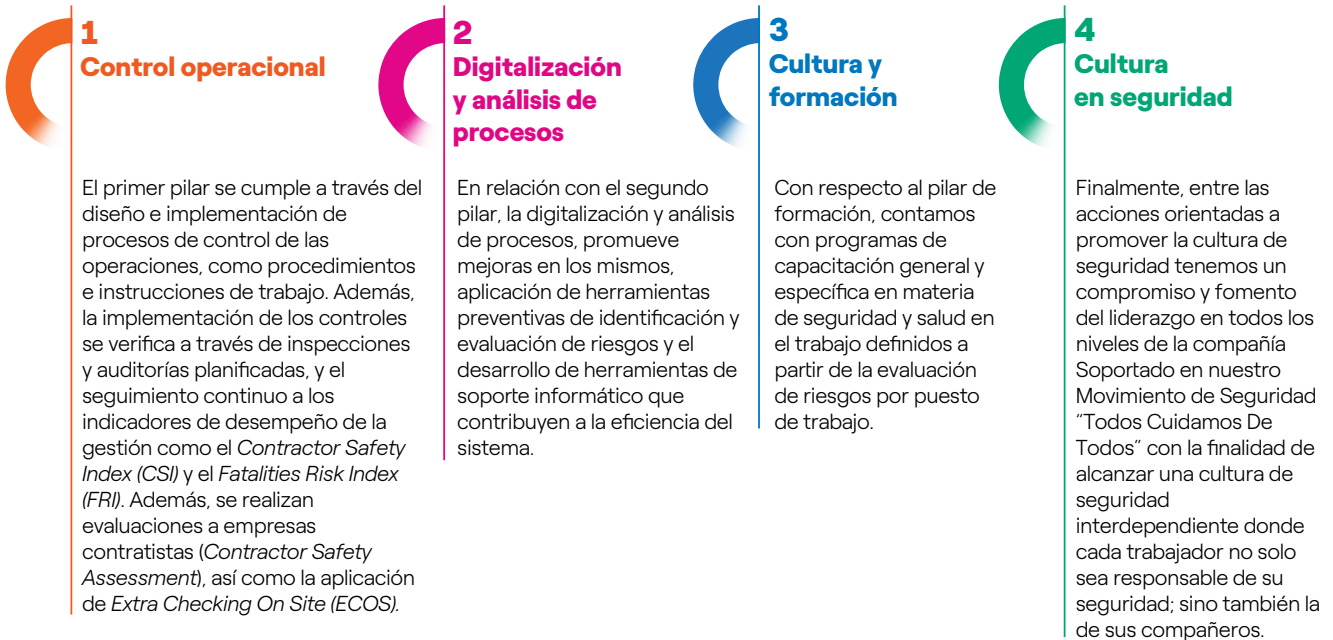 1
Control operacional
El primer pilar se cumple a través del
diseño e implementación de
procesos de control de las
operaciones, como procedimientos
e instrucciones de trabajo. Además,
la implementación de los controles
se verifica a través de inspecciones
y auditorías planificadas, y el
seguimiento continuo a los
indicadores de desempeño de la
gestión como el Contractor Safety
Index (CSI) y el Fatalities Risk Index
(FRI). Además, se realizan
evaluaciones a empresas
contratistas (Contractor Safety
Assessment), así como la aplicación
de Extra Checking On Site (ECOS).
2
Digitalización
y análisis de
procesos
En relación con el segundo
pilar, la digitalización y análisis
de procesos, promueve
mejoras en los mismos,
aplicación de herramientas
preventivas de identificación y
evaluación de riesgos y el
desarrollo de herramientas de
soporte informático que
contribuyen a la eficiencia del
sistema.
3
Cultura y
formación
Con respecto al pilar de
formación, contamos
con programas de
capacitación general y
específica en materia
de seguridad y salud en
el trabajo definidos a
partir de la evaluación
de riesgos por puesto
de trabajo.
4
Cultura
en seguridad
Finalmente, entre las
acciones orientadas a
promover la cultura de
seguridad tenemos un
compromiso y fomento
del liderazgo en todos los
niveles de la compañía
Soportado en nuestro
Movimiento de Seguridad
“Todos Cuidamos De
Todos” con la finalidad de
alcanzar una cultura de
seguridad
interdependiente donde
cada trabajador no solo
sea responsable de su
seguridad; sino también la
de sus compañeros.